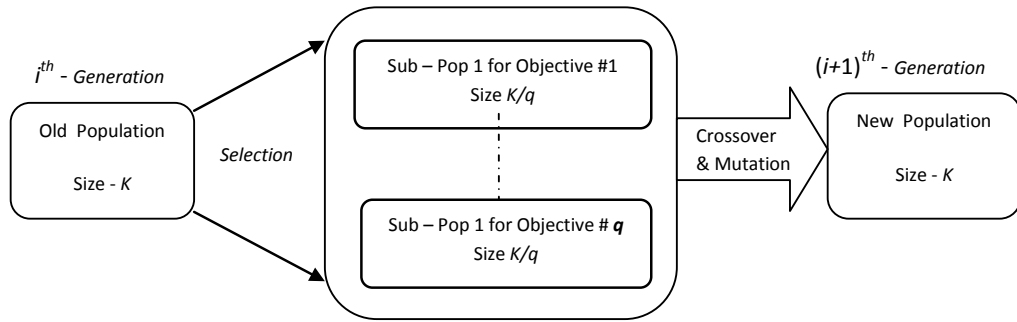 i^th - Generation
Old Population
Size - K
Selection
Sub – Pop 1 for Objective #1
Size K/q
Sub – Pop 1 for Objective # q
Size K/q
Crossover
& Mutation
(i+1)^th - Generation
New Population
Size - K